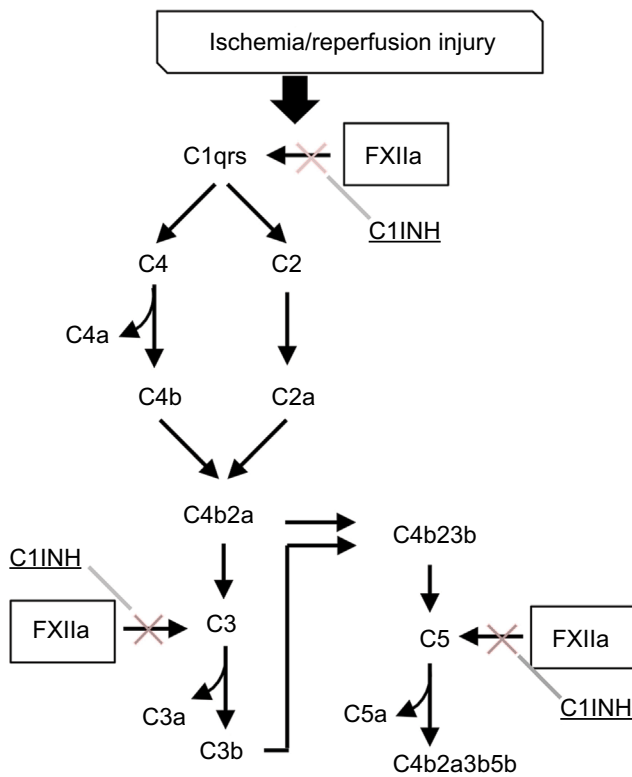 Ischemia/reperfusion injury
C1qrs
FXIIa
C1INH
C4
C2
C4a
C4b
C2a
C4b2a
C4b23b
C1INH
FXIIa
C3
C5
FXIIa
C3a
C5a
C1INH
C3b
C4b2a3b5b